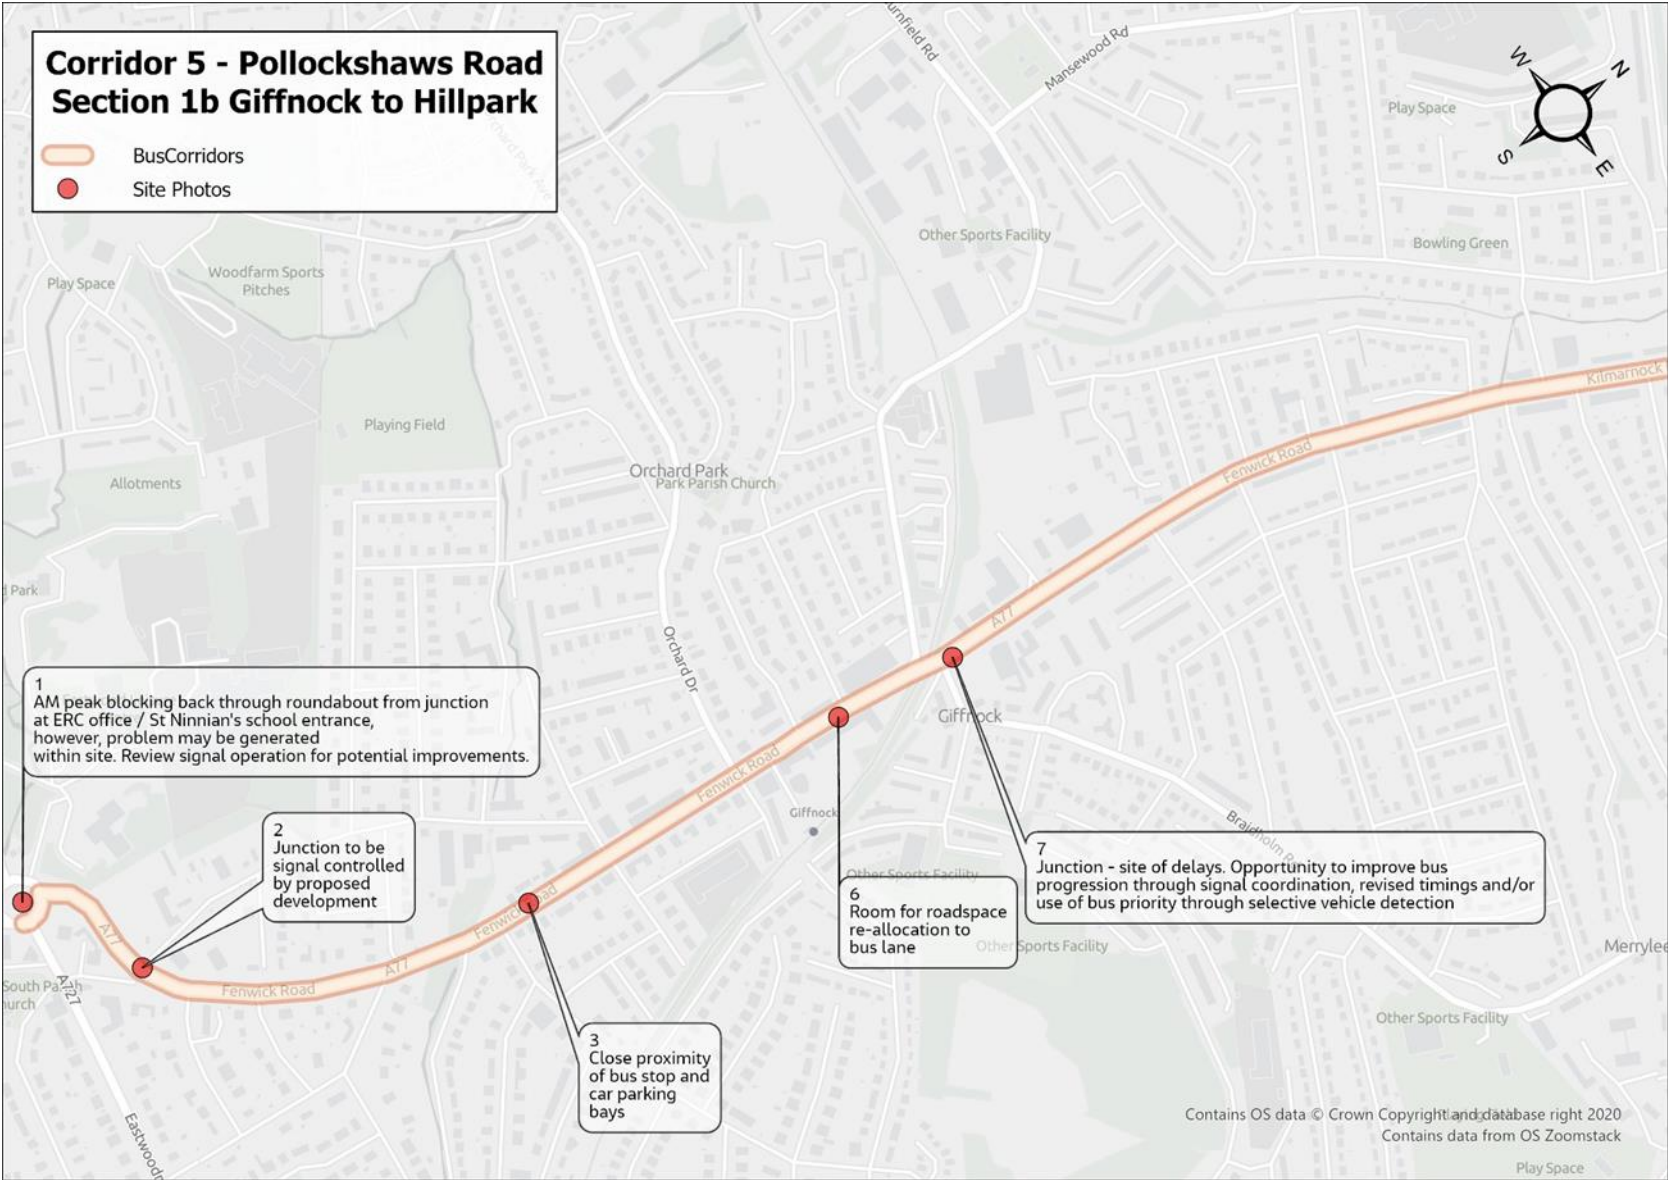 Corridor 5 - Pollockshaws Road
Section 1b Giffnock to Hillpark
BusCorridors
Site Photos
Mansewood Rd
W
N
S
E
Play Space
Other Sports Facility
Bowling Green
Play Space
Woodfarm Sports
Pitches
Kilmarnock
Playing Field
Fenwick Road
Orchard Park
Park Parish Church
Allotments
Park
A77
Orchard Dr
1
AM peak blocking back through roundabout from junction
at ERC office / St Ninnian's school entrance,
however, problem may be generated
within site. Review signal operation for potential improvements.
Giffnock
Fenwick Road
Giffnock
2
Junction to be
signal controlled
by proposed
development
Braidholm Rd
7
Junction - site of delays. Opportunity to improve bus
progression through signal coordination, revised timings and/or
use of bus priority through selective vehicle detection
Other Sports Facility
6
Room for roadspace
re-allocation to
bus lane
Other Sports Facility
Merrylee
Fenwick Road
A77
A77
Fenwick Road
South Parish
A727
3
Close proximity
of bus stop and
car parking
bays
Other Sports Facility
Contains OS data © Crown Copyright and database right 2020
Contains data from OS Zoomstack
Play Space